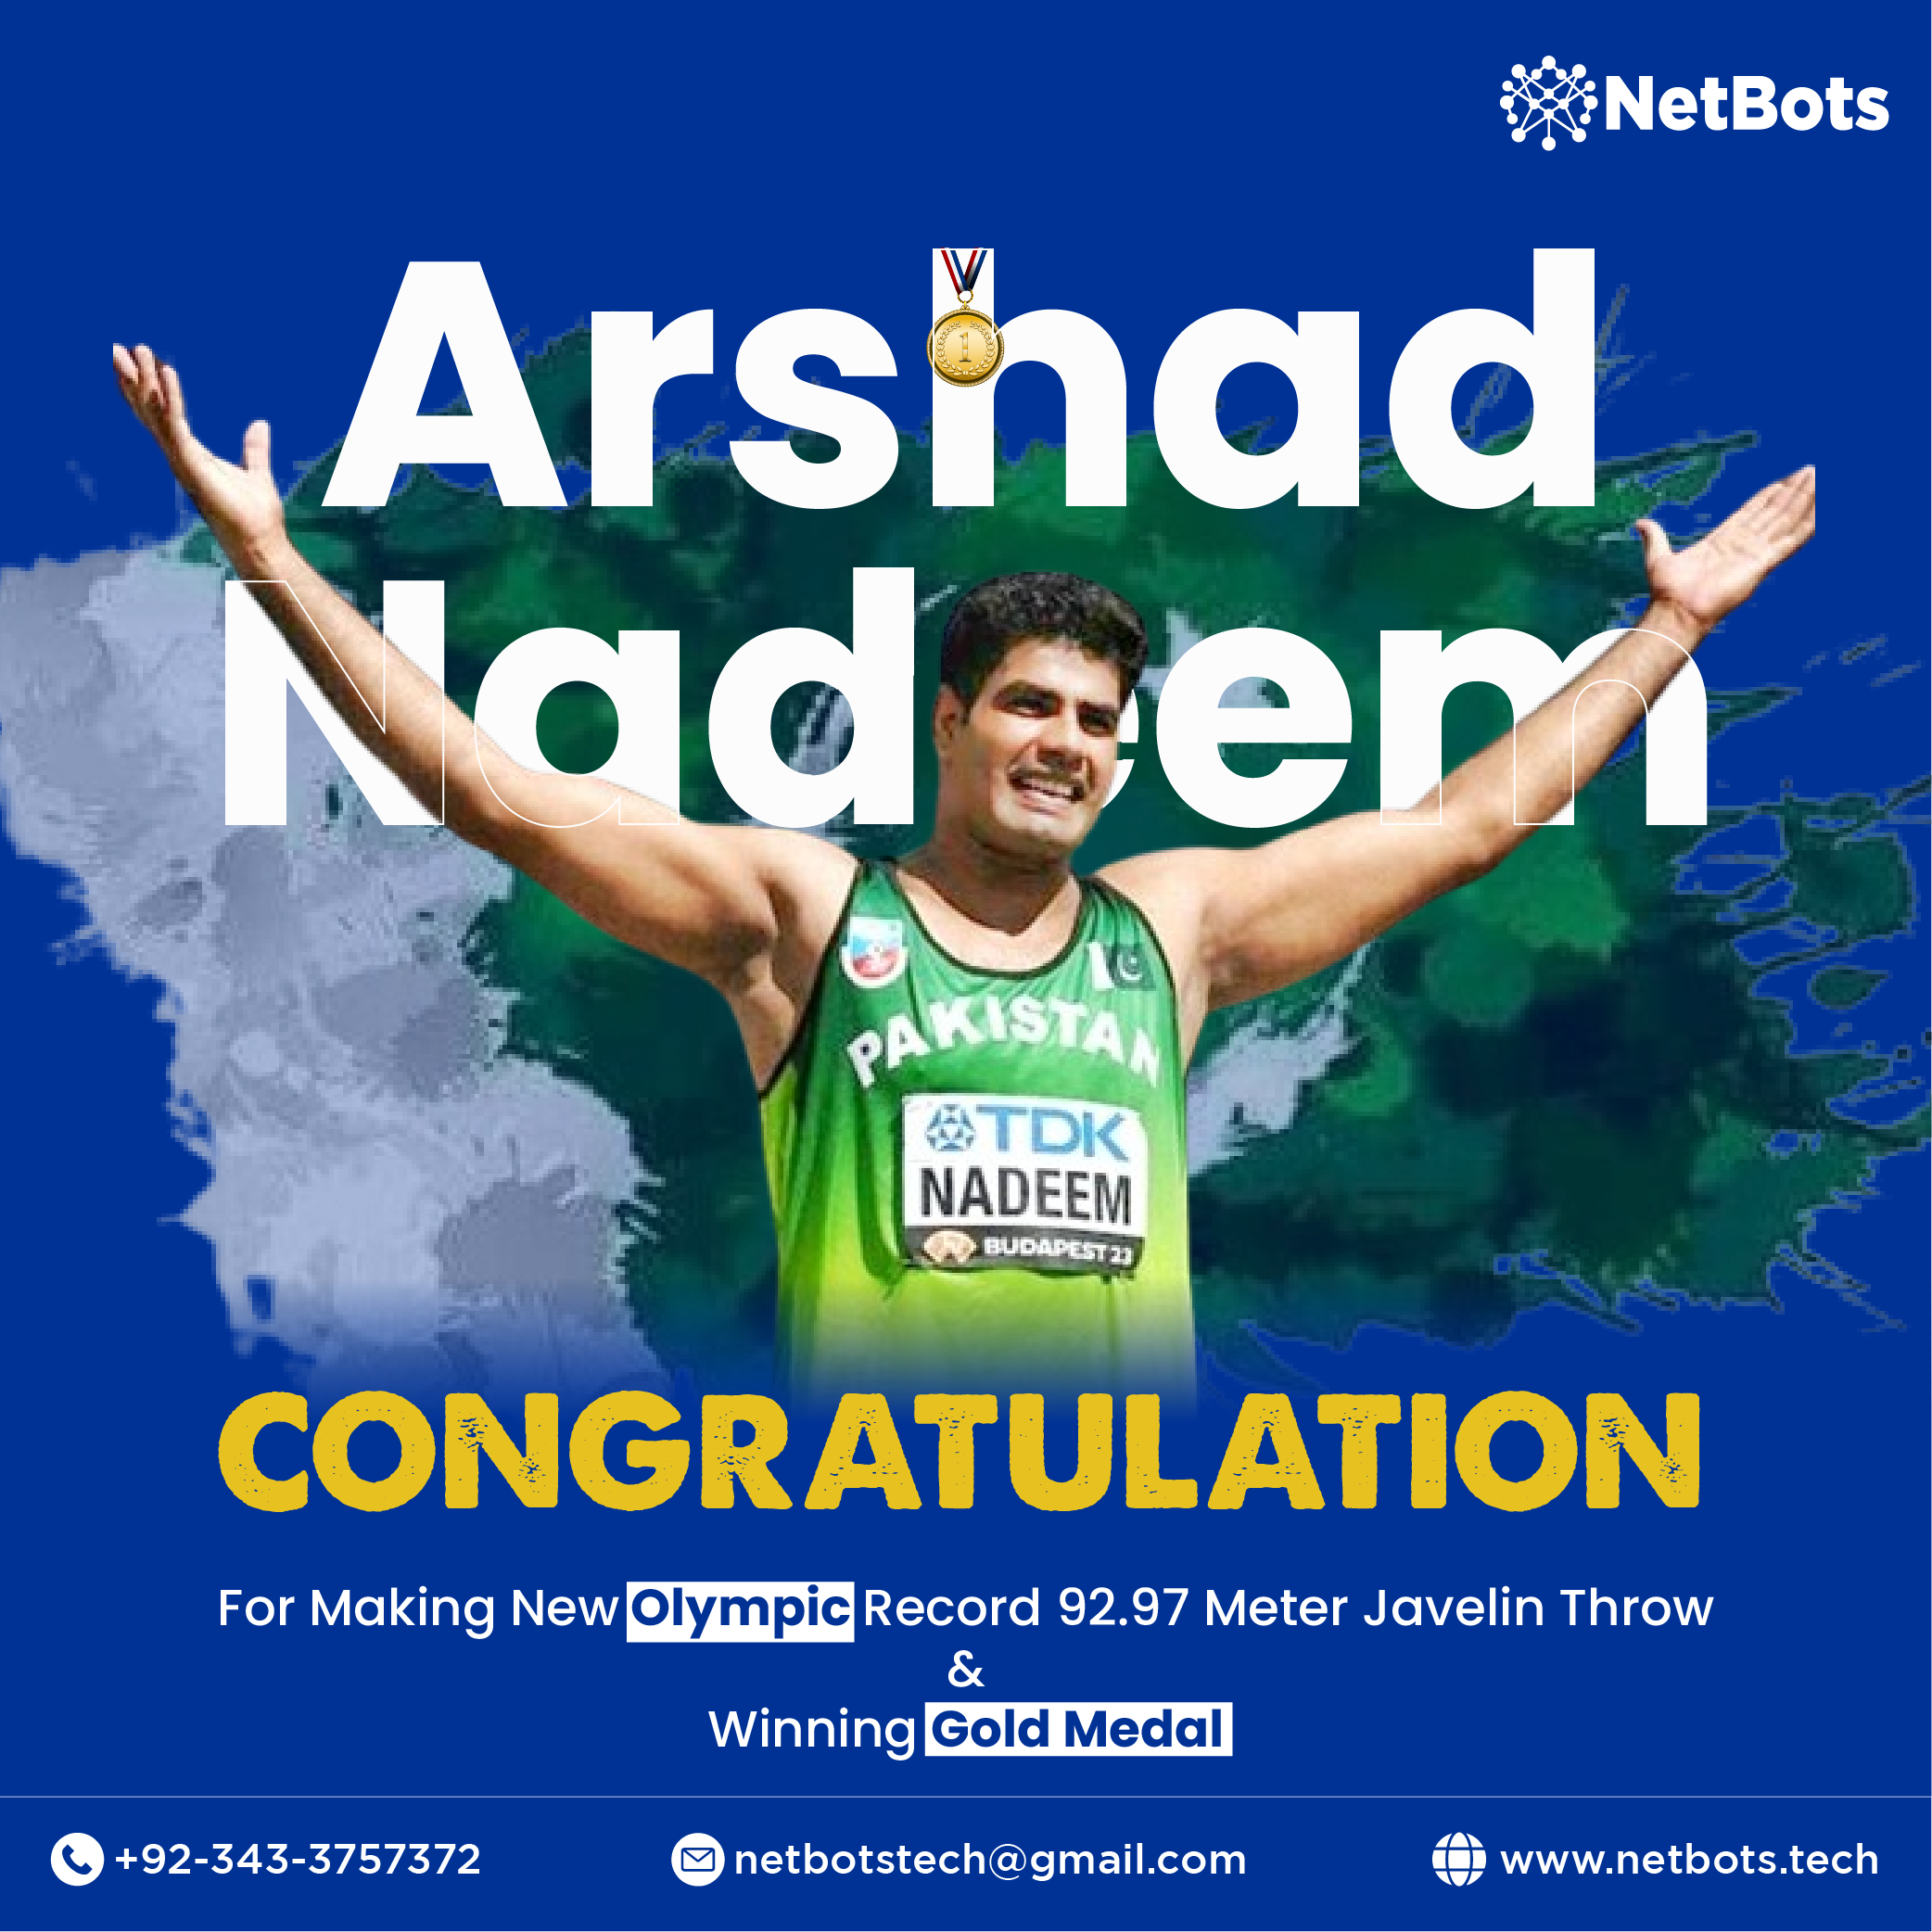 NetBots
Arshad
1
Nadeem
PAKISTAN
TDK
NADEEM
BUDAPEST 23
CONGRATULATION
For Making New Olympic Record 92.97 Meter Javelin Throw
&
Winning Gold Medal
+92-343-3757372
netbotstech@gmail.com
www.netbots.tech